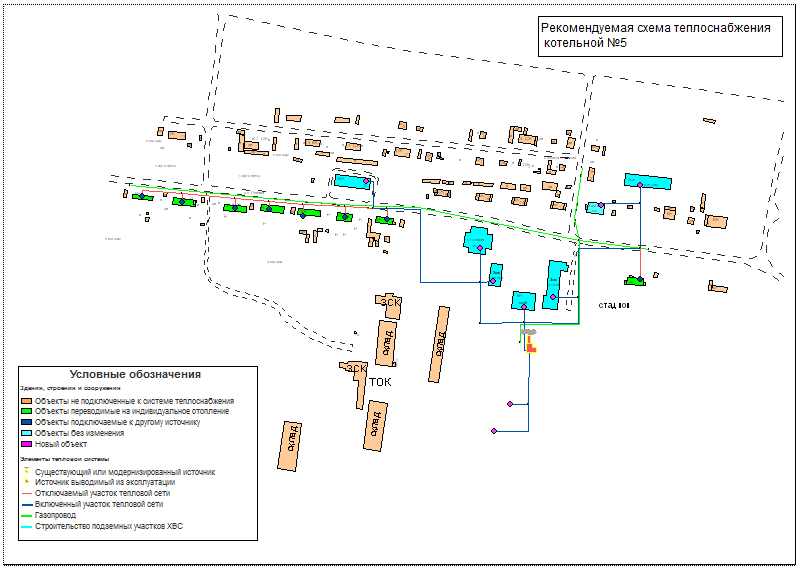 Рекомендуемая схема теплоснабжения
котельной №5
стадион
ЗСК
склад
склад
ЗСК
ТОК
склад
склад
Условные обозначения
Здания, строения и сооружения
Объекты не подключенные к системе теплоснабжения
Объекты переводимые на индивидуальное отопление
Объекты подключаемые к другому источнику
Объекты без изменения
Новый объект
Элементы тепловой системы
Существующий или модернизированный источник
Источник выводимый из эксплуатации
Отключаемый участок тепловой сети
Включенный участок тепловой сети
Газопровод
Строительство подземных участков ХВС